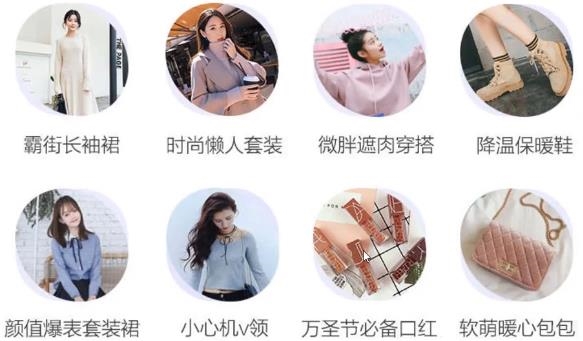 霸街长袖裙
时尚懒人套装
微胖遮肉穿搭
降温保暖鞋
颜值爆表套装裙
小心机v领
万圣节必备口红
软萌暖心包包